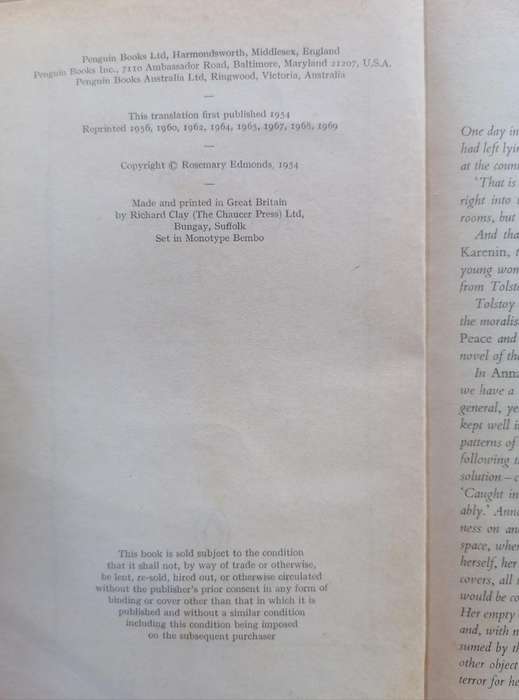 Penguin Books Ltd, Harmondsworth, Middlesex, England
Penguin Books Inc., 7110 Ambassador Road, Baltimore, Maryland 21207, U.S.A.
Penguin Books Australia Ltd, Ringwood, Victoria, Australia
—
This translation first published 1954
Reprinted 1956, 1960, 1962, 1964, 1965, 1967, 1968, 1969
—
Copyright © Rosemary Edmonds, 1954
—
Made and printed in Great Britain
by Richard Clay (The Chaucer Press) Ltd,
Bungay, Suffolk
Set in Monotype Bembo
This book is sold subject to the condition
that it shall not, by way of trade or otherwise,
be lent, re-sold, hired out, or otherwise circulated
without the publisher's prior consent in any form of
binding or cover other than that in which it is
published and without a similar condition
including this condition being imposed
on the subsequent purchaser
One day in
had left lyin
at the coun
'That is
right into
rooms, but
And tha
Karenin,
young wom
from Tolst
Tolstoy
the moralis
Peace and
novel of the
In Anna
we have a
general, ye
kept well i
patterns of
following t
solution – c
'Caught in
ably.' Anna
ness on an
space, when
herself, her
covers, all
would be co
Her empty
and, with m
sumed by th
other object
terror for he